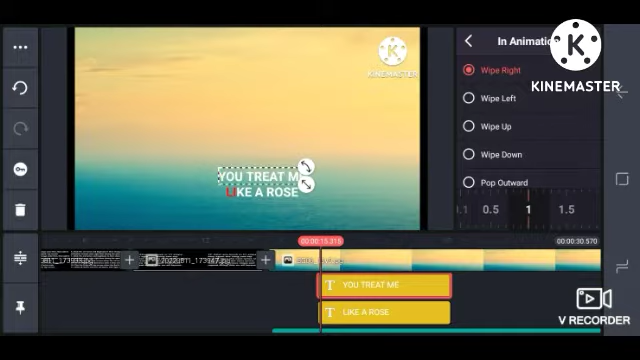 In Animation
KINEMASTER
KINEMASTER
Wipe Right
Wipe Left
Wipe Up
Wipe Down
Pop Outward
0.5 1 1.5
YOU TREAT M
LIKE A ROSE
00:00:15.315
00:00:30.570
YOU TREAT ME
LIKE A ROSE
V RECORDER